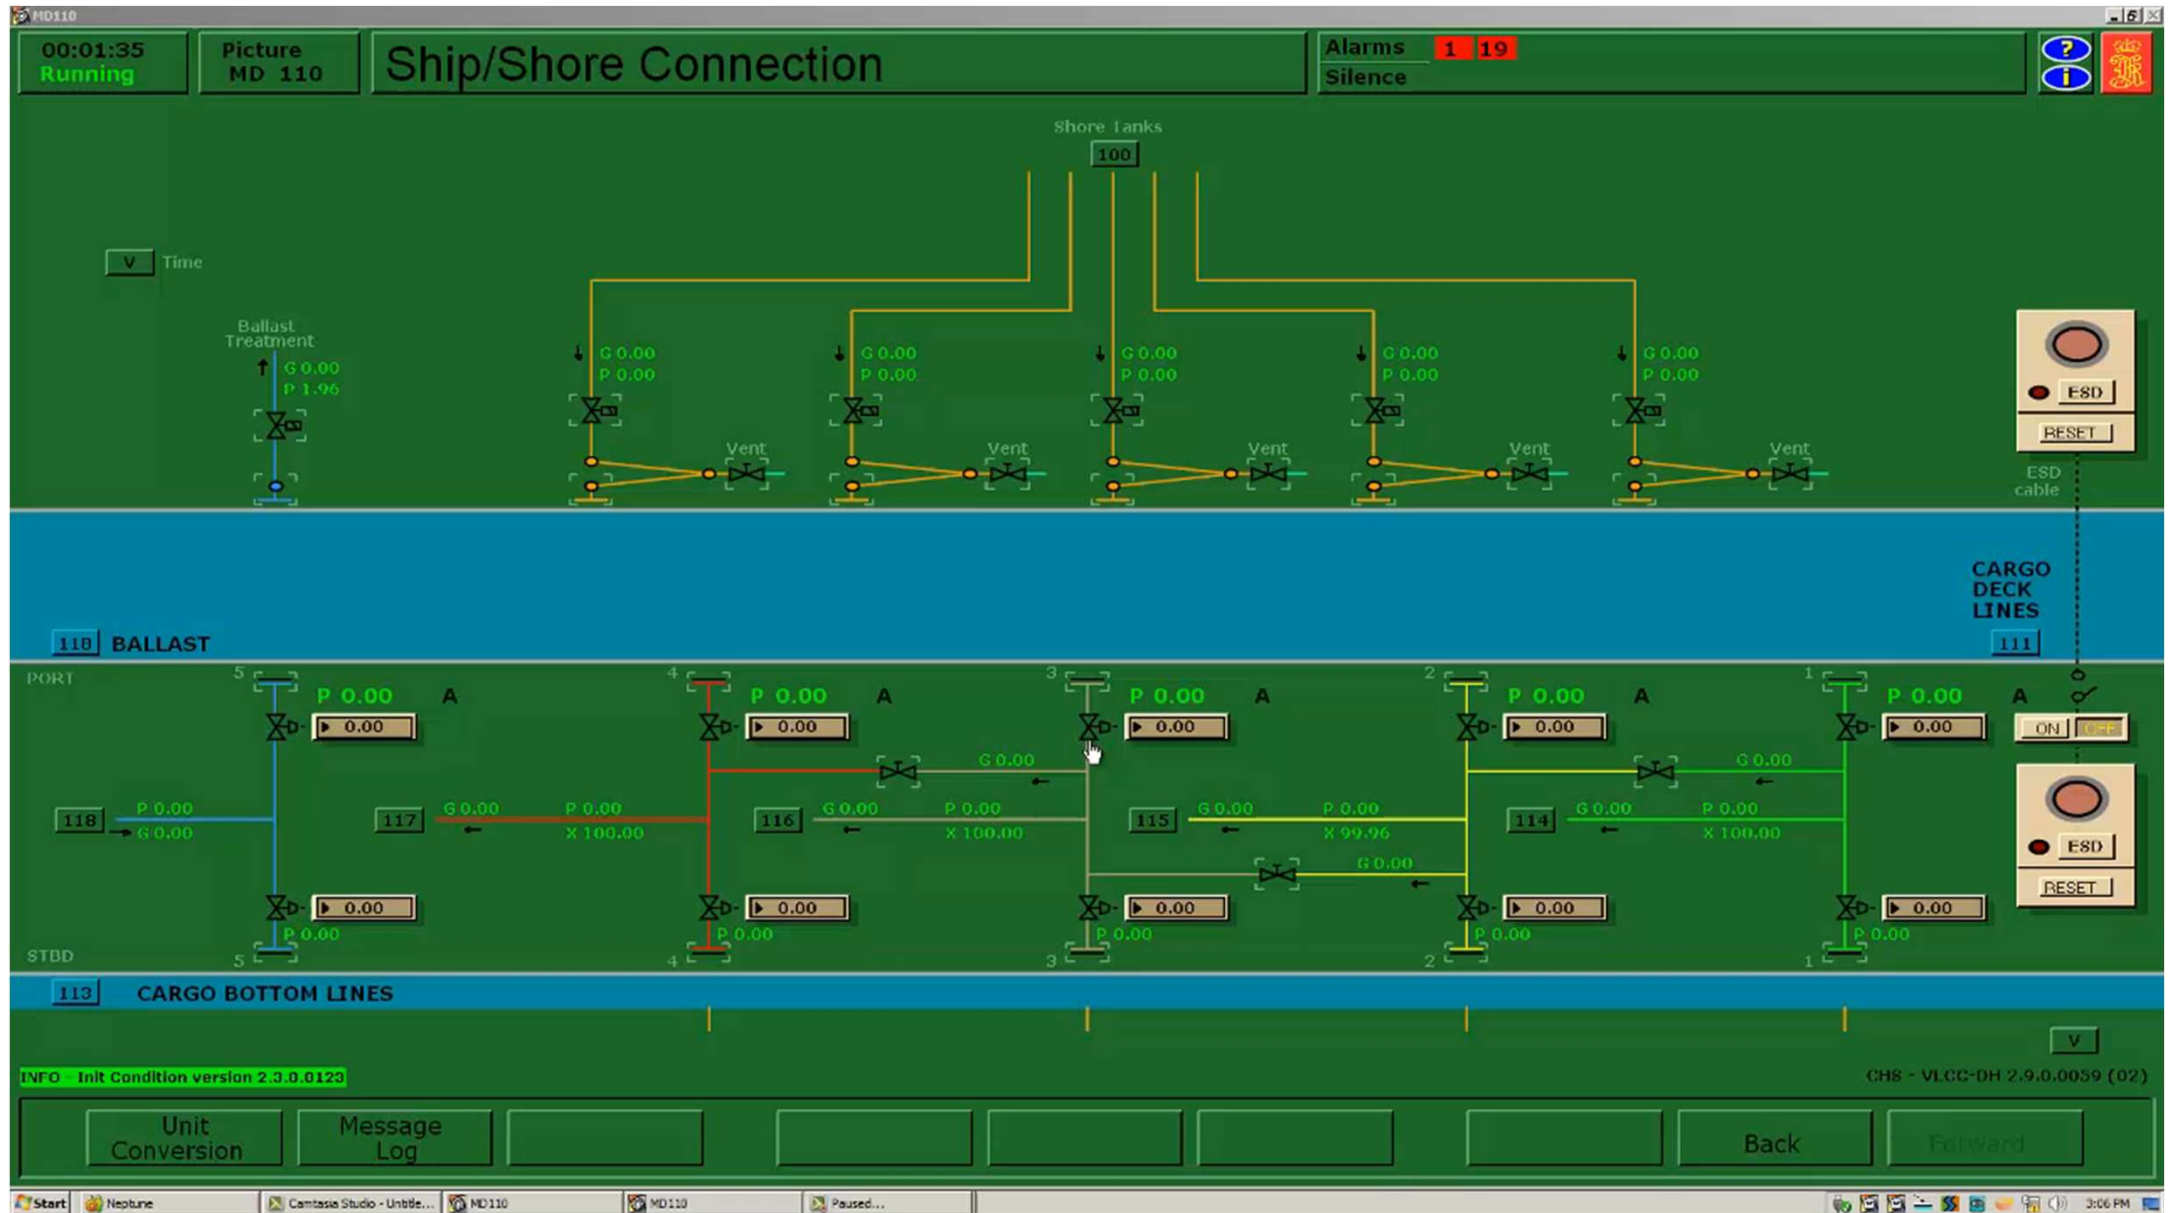 MD110
00:01:35
Running
Picture
MD 110
Ship/Shore Connection
Alarms 1 19
Silence
?
i
Shore Tanks
100
V Time
Ballast
Treatment
G 0.00
P 1.96
G 0.00
P 0.00
G 0.00
P 0.00
G 0.00
P 0.00
G 0.00
P 0.00
G 0.00
P 0.00
Vent Vent Vent Vent Vent
ESD
RESET
ESD
cable
CARGO
DECK
LINES
111
118 BALLAST
PORT
5 4 3 2 1
P 0.00 A P 0.00 A P 0.00 A P 0.00 A P 0.00 A
0.00 0.00 0.00 0.00 0.00 ON OFF
G 0.00 G 0.00
118 P 0.00 117 G 0.00 P 0.00 116 G 0.00 P 0.00 115 G 0.00 P 0.00 114 G 0.00 P 0.00
G 0.00 X 100.00 X 100.00 X 99.96 X 100.00
G 0.00
ESD
RESET
0.00 0.00 0.00 0.00 0.00
P 0.00 P 0.00 P 0.00 P 0.00 P 0.00
STBD
5 4 3 2 1
113 CARGO BOTTOM LINES
V
INFO - Init Condition version 2.3.0.0123
CH8 - VLCC-DH 2.9.0.0059 (02)
Unit
Conversion
Message
Log
Back
Forward
Start Neptune Camtasia Studio - Untitle... MD110 MD110 Paused... 3:06 PM